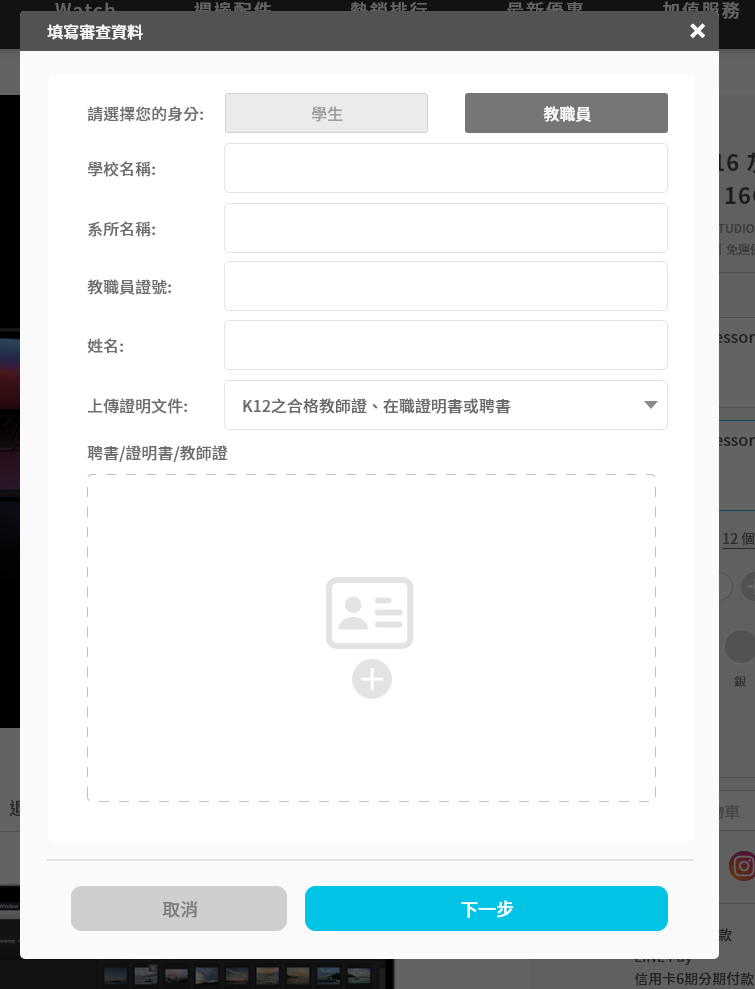 Watch 週邊配件 熱銷排行 最新優惠 加值服務
填寫審查資料
請選擇您的身分: 學生 教職員
學校名稱:
系所名稱:
教職員證號:
姓名:
上傳證明文件: K12之合格教師證、在職證明書或聘書
聘書/證明書/教師證
取消 下一步
16
16
TUDIO
免運
essor
essor
12 個
銀
物車
款
LINE Pay
信用卡6期分期付款